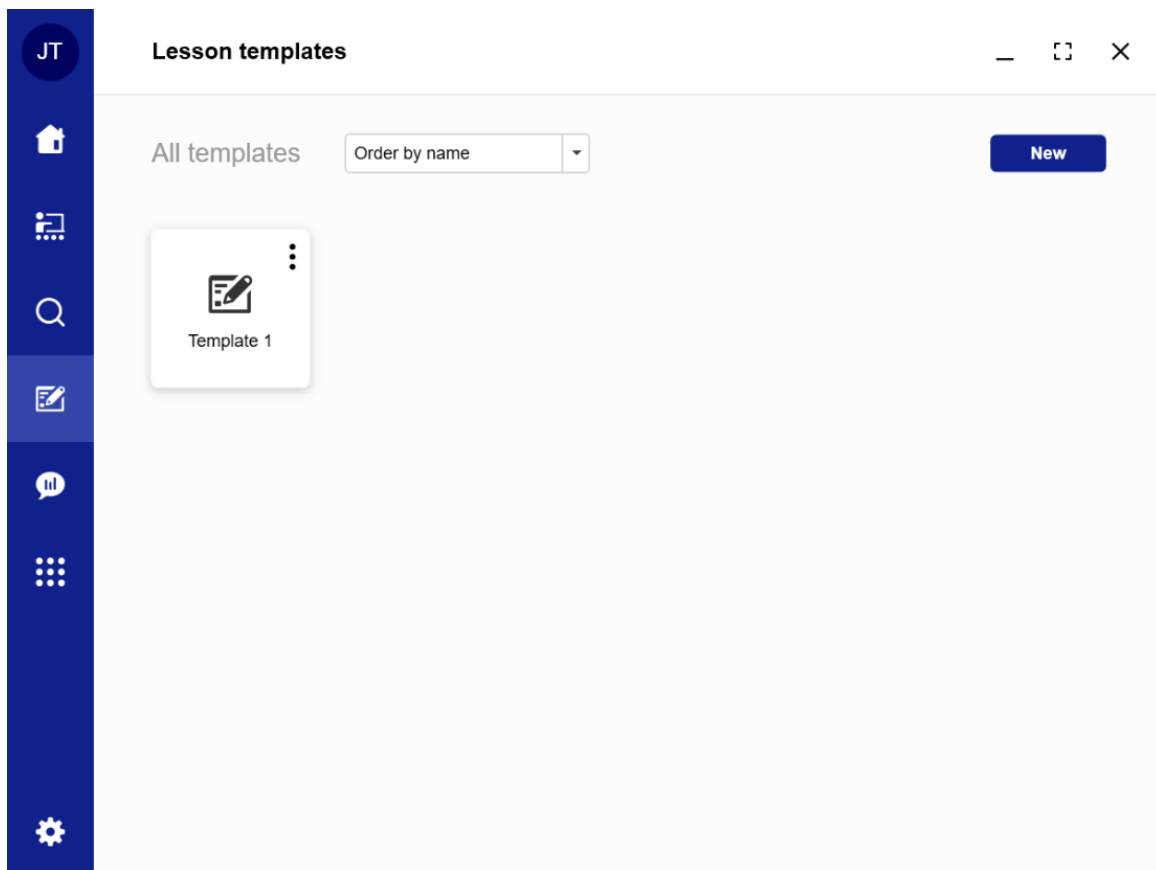 JT
Lesson templates
All templates
Order by name
New
Template 1